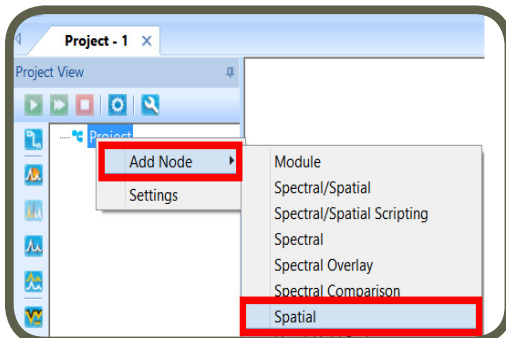 Project - 1 ×
Project View
Project
Add Node
Settings
Module
Spectral/Spatial
Spectral/Spatial Scripting
Spectral
Spectral Overlay
Spectral Comparison
Spatial